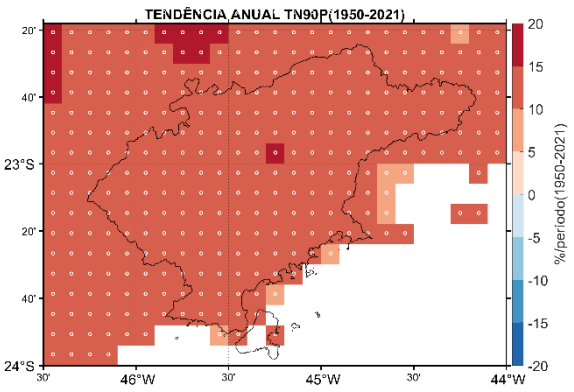 TENDÊNCIA ANUAL TN90P(1950-2021)
20'
40'
23°S
20'
40'
24°S
30'
46°W
30'
45°W
30'
44°W
20
15
10
5
0
-5
-10
-15
-20
%/período(1950-2021)